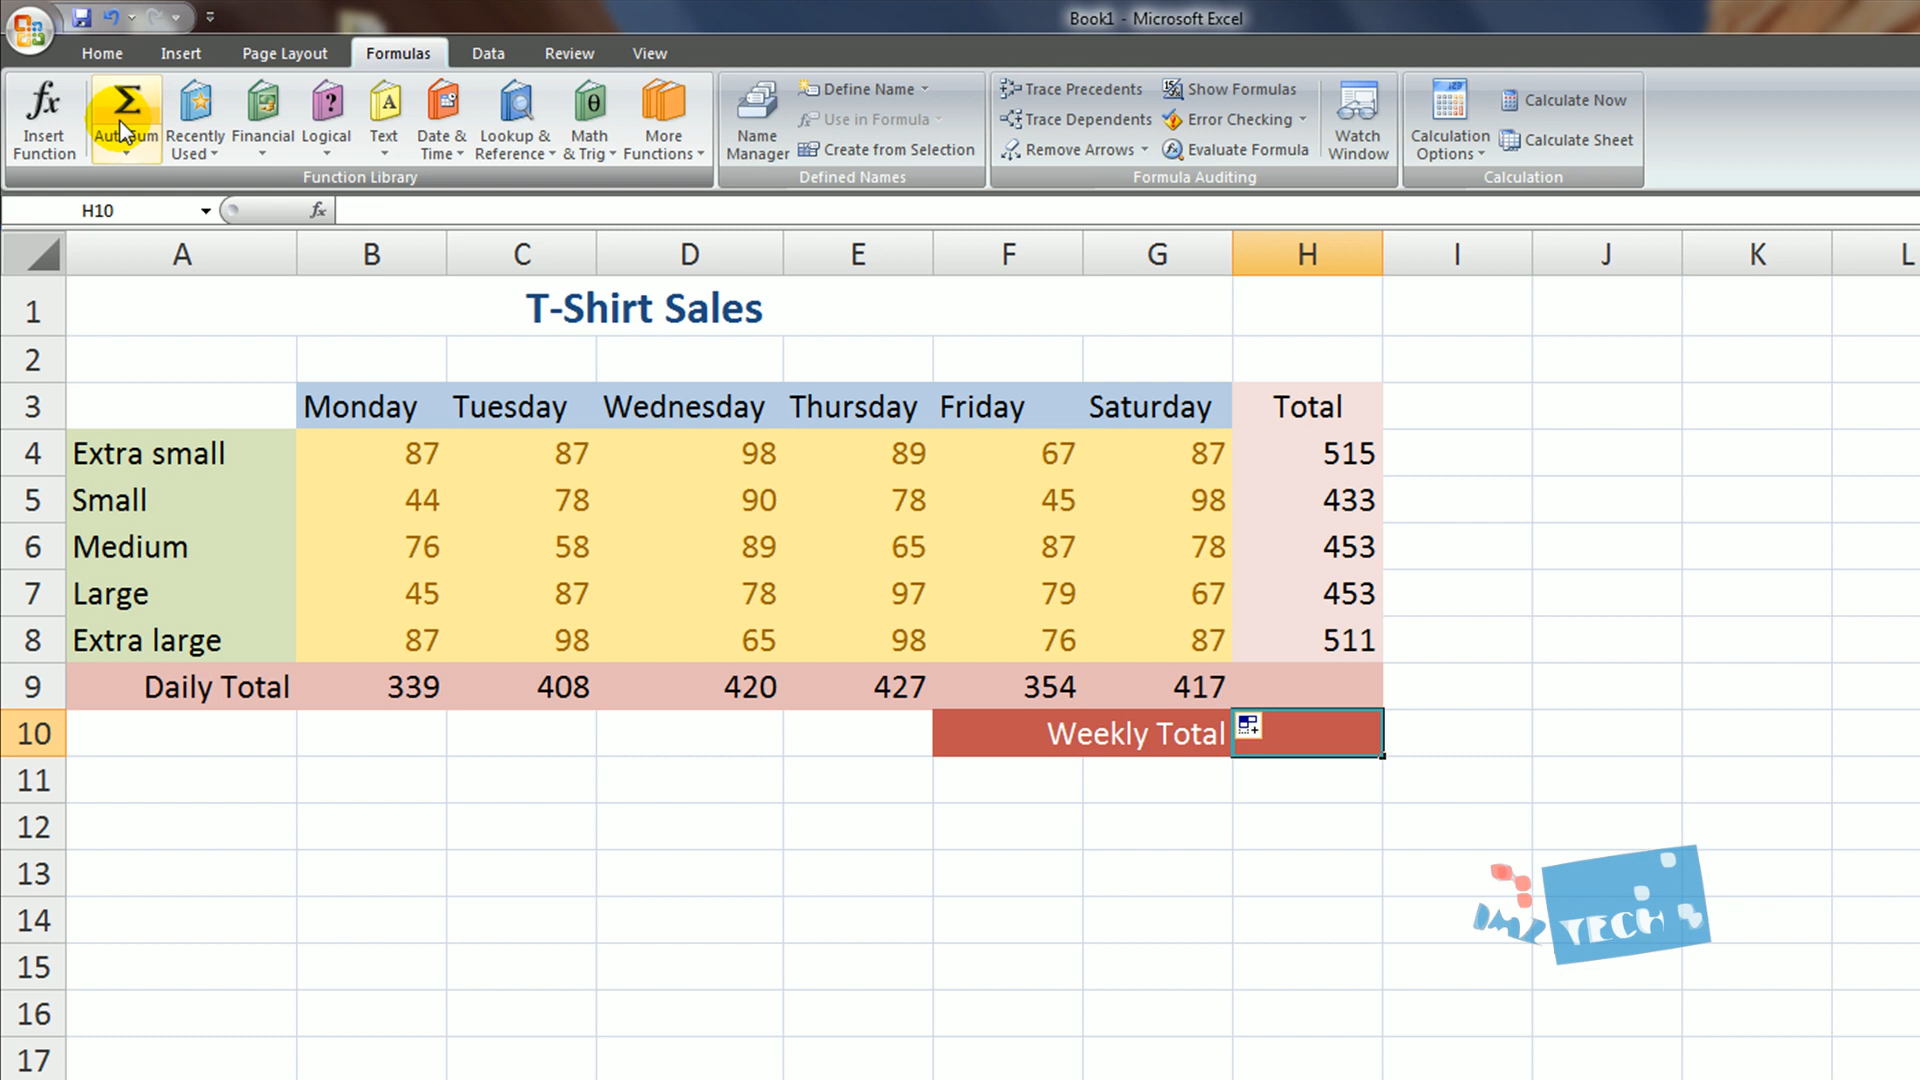 Book1 - Microsoft Excel
Home Insert Page Layout Formulas Data Review View
fx Insert Function
Σ AutoSum
Recently Used
Financial
Logical
Text
Date & Time
Lookup & Reference
Math & Trig
More Functions
Function Library
Name Manager
Define Name
Use in Formula
Create from Selection
Defined Names
Trace Precedents
Trace Dependents
Remove Arrows
Show Formulas
Error Checking
Evaluate Formula
Watch Window
Formula Auditing
Calculation Options
Calculate Now
Calculate Sheet
Calculation
H10 fx
A B C D E F G H I J K L
1 T-Shirt Sales
2
3 Monday Tuesday Wednesday Thursday Friday Saturday Total
4 Extra small 87 87 98 89 67 87 515
5 Small 44 78 90 78 45 98 433
6 Medium 76 58 89 65 87 78 453
7 Large 45 87 78 97 79 67 453
8 Extra large 87 98 65 98 76 87 511
9 Daily Total 339 408 420 427 354 417
10 Weekly Total
11
12
13
14
15
16
17
TECH